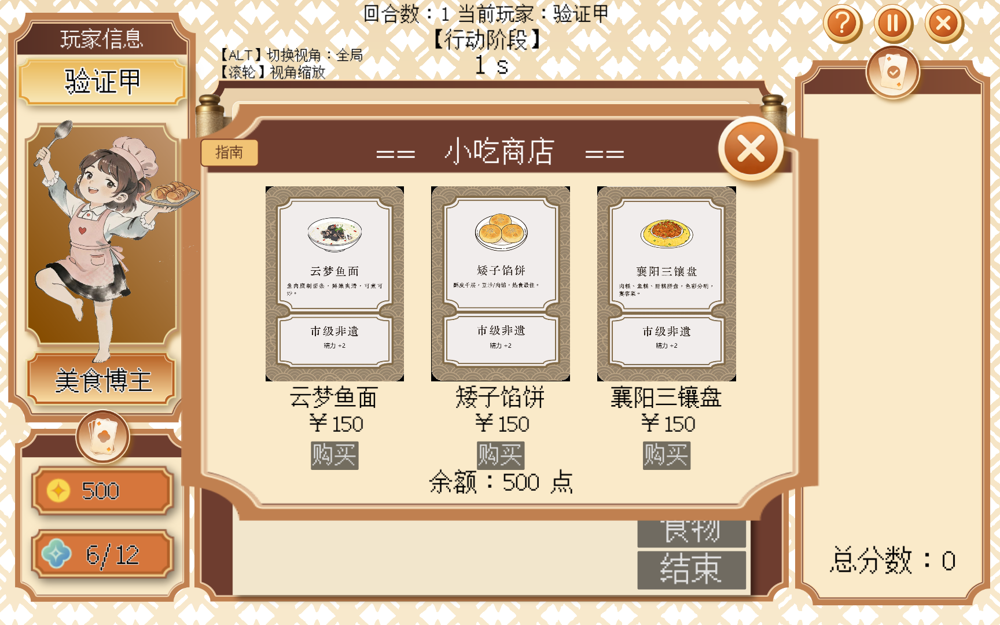 回合数：1 当前玩家：验证甲
【行动阶段】
1 s
【ALT】切换视角：全局
【滚轮】视角缩放
玩家信息
验证甲
美食博主
500
6/12
指南
== 小吃商店 ==
云梦鱼面
鱼肉糜制面条，鲜嫩爽滑，可煮可
炒。
市级非遗
精力 +2
云梦鱼面
￥150
购买
矮子馅饼
酥皮千层，豆沙/肉馅，热食最佳。
市级非遗
精力 +2
矮子馅饼
￥150
购买
襄阳三镶盘
肉糕、鱼糕、肝糕拼盘，色彩分明，
宴客菜。
市级非遗
精力 +2
襄阳三镶盘
￥150
购买
余额：500 点
食物
结束
总分数：0